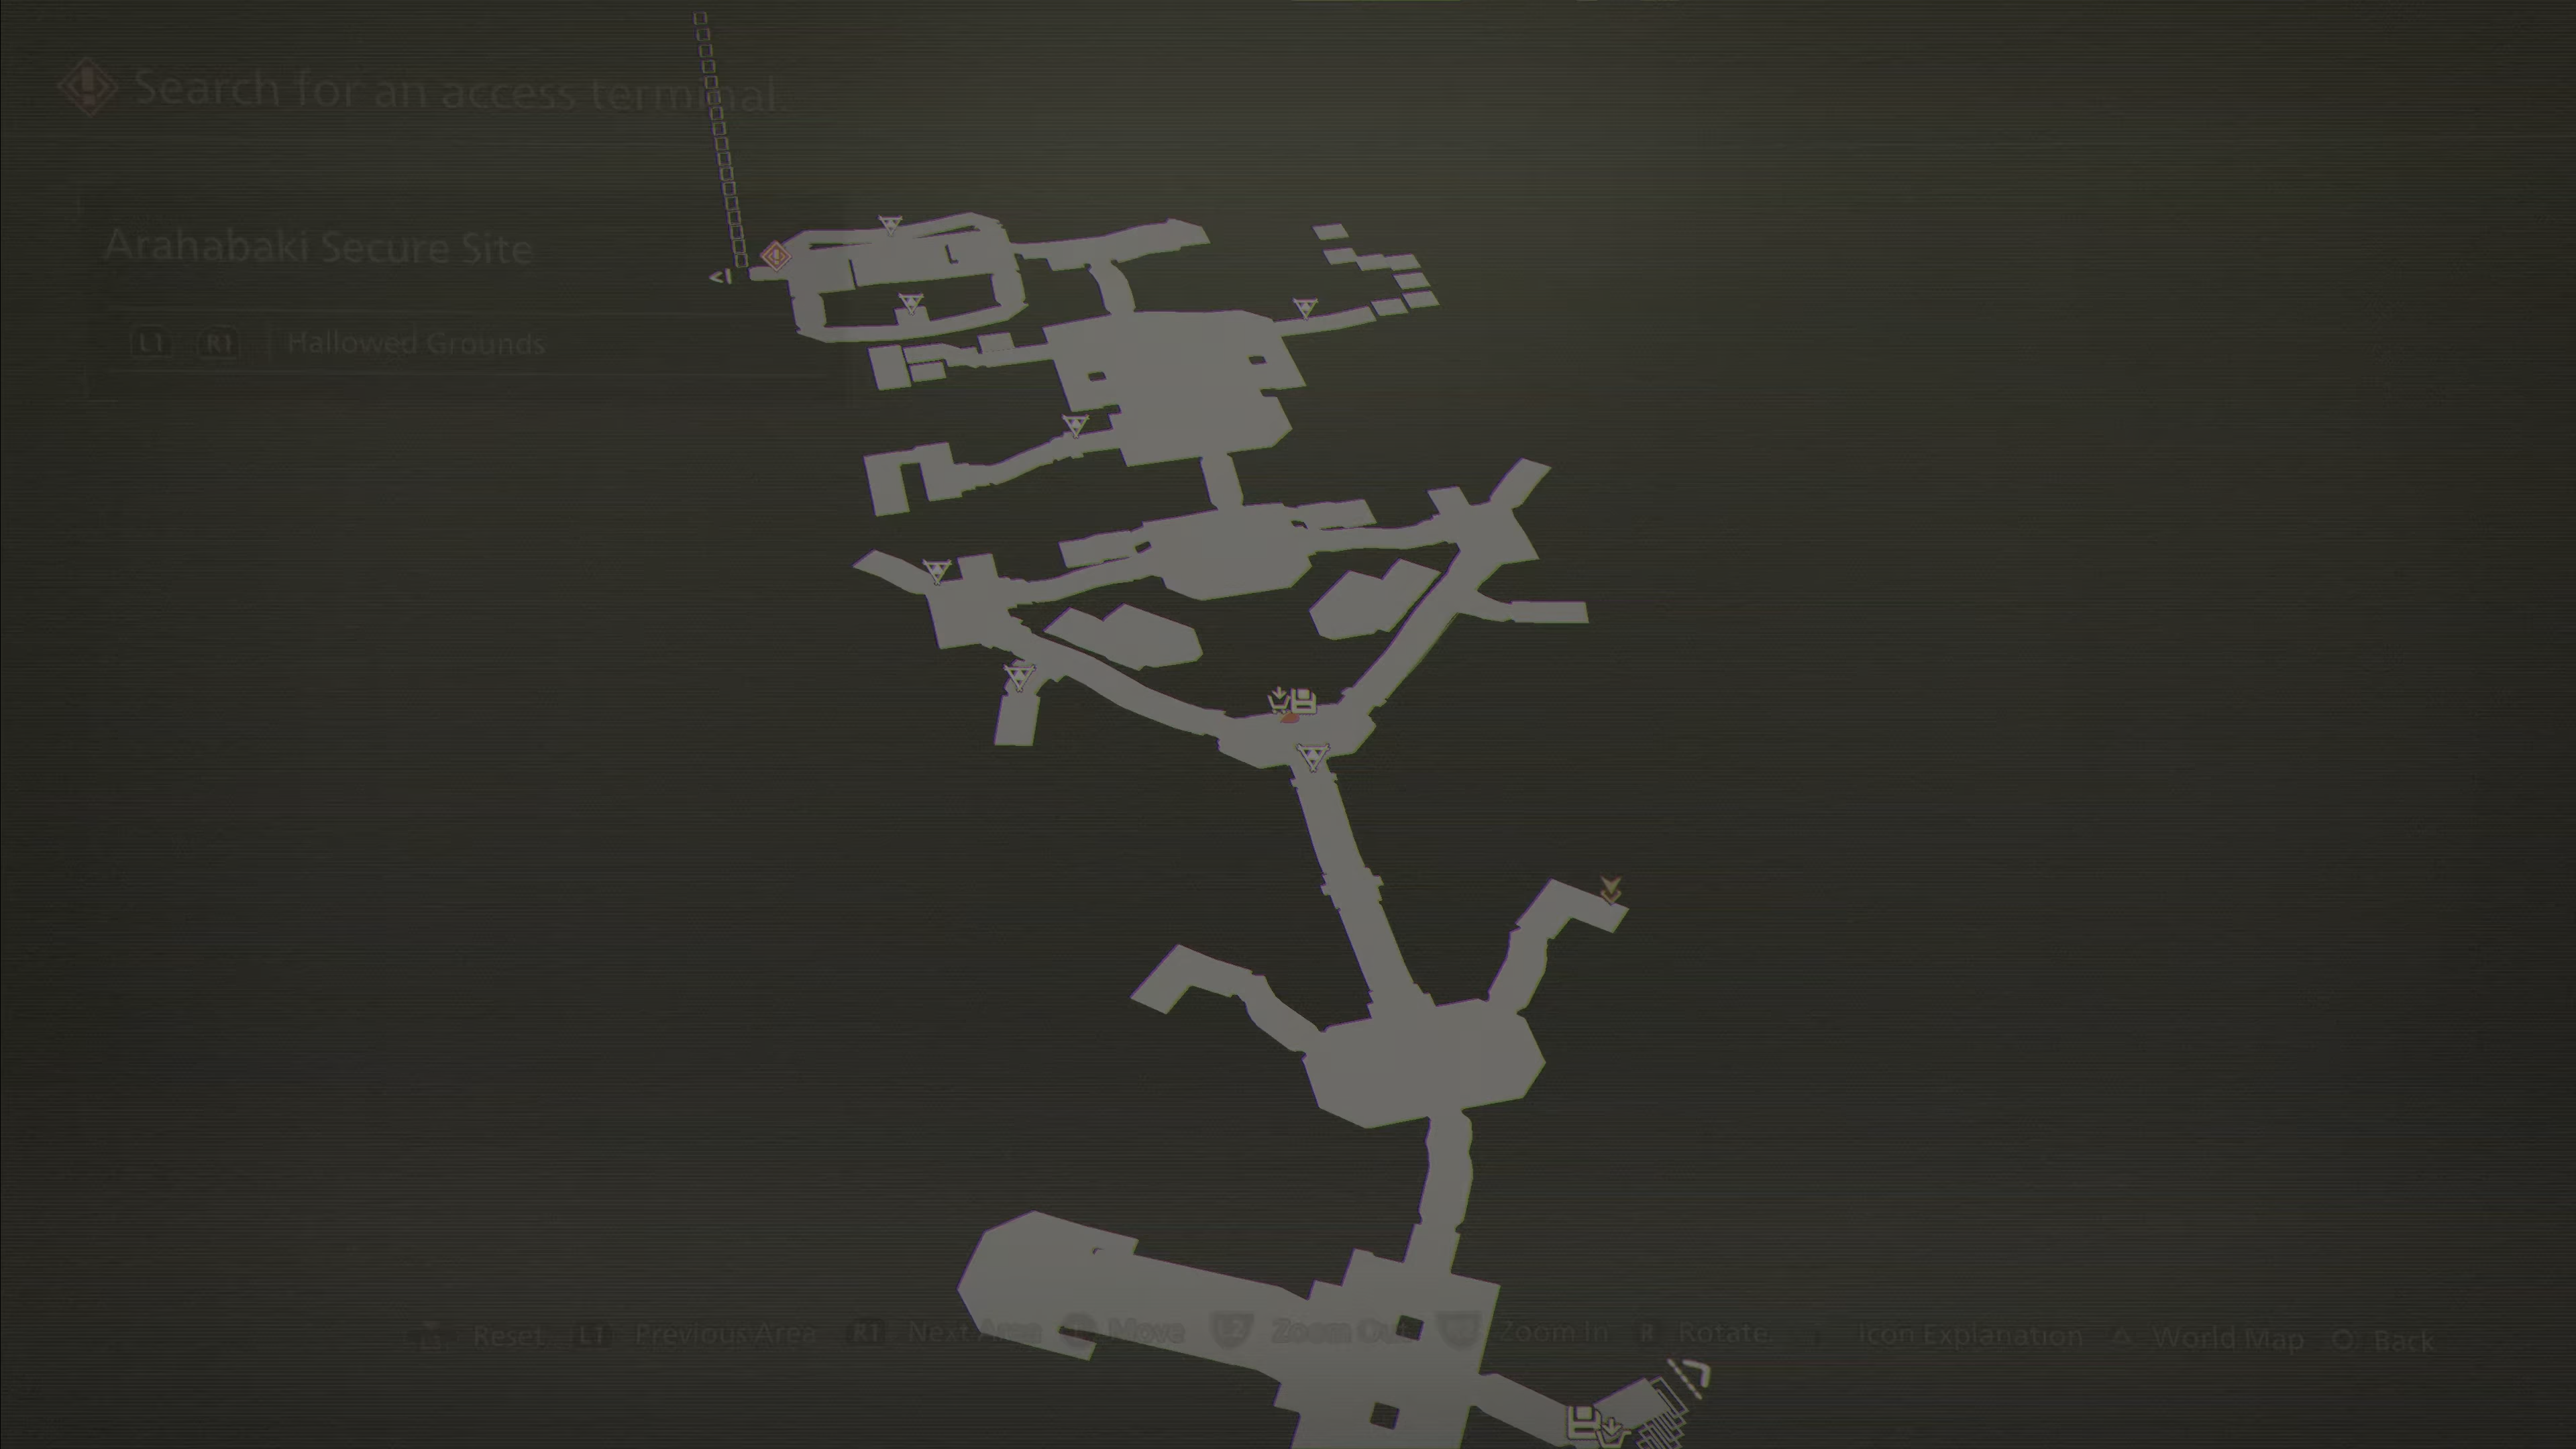 Search for an access terminal.
Arahabaki Secure Site
L1 R1 Hallowed Grounds
Reset L1 Previous Area R1 Next Area Move L2 Zoom Out Zoom In R Rotate Icon Explanation World Map Back